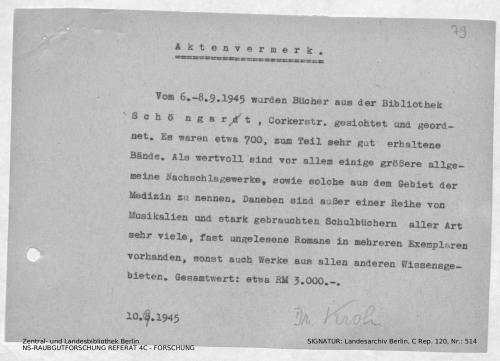 79
Aktenvermerk.
Vom 6.-8.9.1945 wurden Bücher aus der Bibliothek
Schöngardt, Corkerstr. gesichtet und geord-
net. Es waren etwa 700, zum Teil sehr gut erhaltene
Bände. Als wertvoll sind vor allem einige größere allge-
meine Nachschlagewerke, sowie solche aus dem Gebiet der
Medizin zu nennen. Daneben sind außer einer Reihe von
Musikalien und stark gebrauchten Schulbüchern aller Art
sehr viele, fast ungelesene Romane in mehreren Exemplaren
vorhanden, sonst auch Werke aus allen anderen Wissensge-
bieten. Gesamtwert: etwa RM 3.000.-.
10.9.1945 Dr. Kroh
Zentral- und Landesbibliothek Berlin
NS-RAUBGUTFORSCHUNG REFERAT 4C - FORSCHUNG
SIGNATUR: Landesarchiv Berlin, C Rep. 120, Nr.: 514